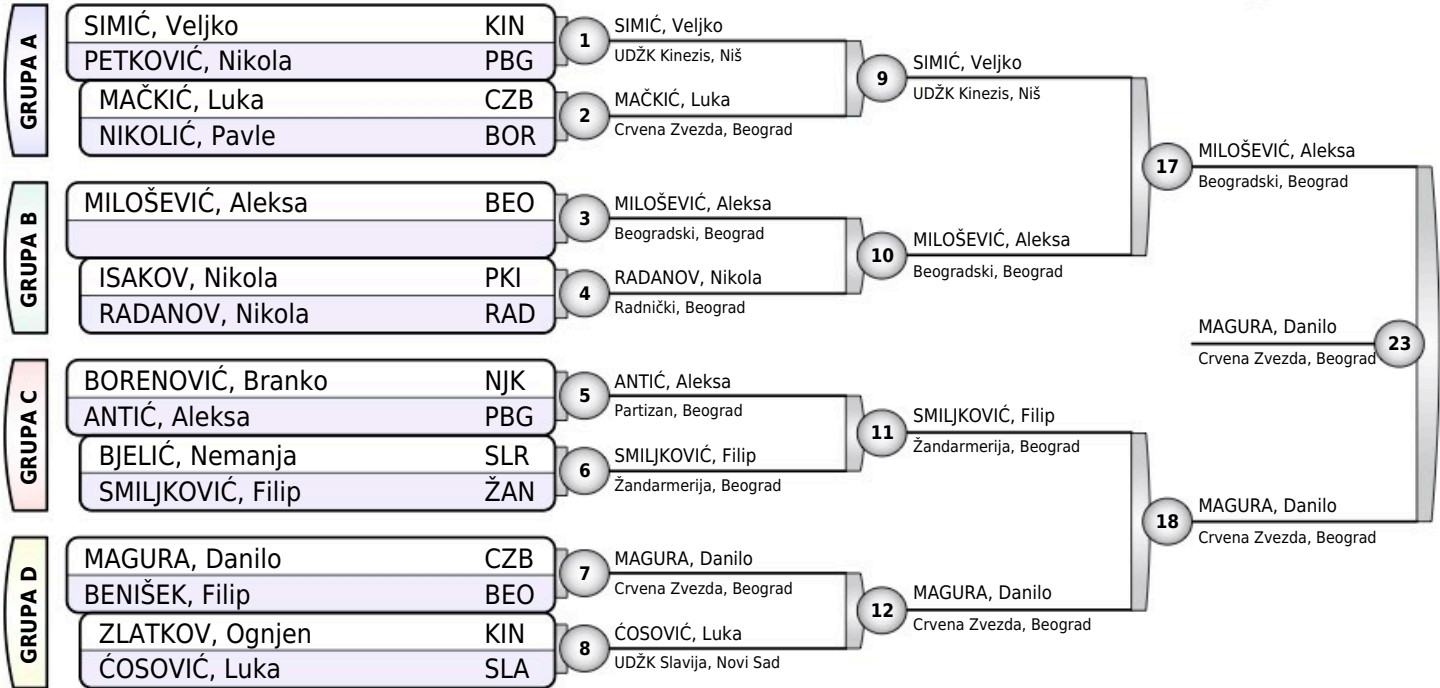 GRUPA A
SIMIĆ, Veljko KIN
PETKOVIĆ, Nikola PBG
MAČKIĆ, Luka CZB
NIKOLIĆ, Pavle BOR
GRUPA B
MILOŠEVIĆ, Aleksa BEO
ISAKOV, Nikola PKI
RADANOV, Nikola RAD
GRUPA C
BORENOVIĆ, Branko NJK
ANTIĆ, Aleksa PBG
BJELIĆ, Nemanja SLR
SMILJKOVIĆ, Filip ŽAN
GRUPA D
MAGURA, Danilo CZB
BENIŠEK, Filip BEO
ZLATKOV, Ognjen KIN
ĆOSOVIĆ, Luka SLA
1
SIMIĆ, Veljko
UDŽK Kinezis, Niš
2
MAČKIĆ, Luka
Crvena Zvezda, Beograd
3
MILOŠEVIĆ, Aleksa
Beogradski, Beograd
4
RADANOV, Nikola
Radnički, Beograd
5
ANTIĆ, Aleksa
Partizan, Beograd
6
SMILJKOVIĆ, Filip
Žandarmerija, Beograd
7
MAGURA, Danilo
Crvena Zvezda, Beograd
8
ĆOSOVIĆ, Luka
UDŽK Slavija, Novi Sad
9
SIMIĆ, Veljko
UDŽK Kinezis, Niš
10
MILOŠEVIĆ, Aleksa
Beogradski, Beograd
11
SMILJKOVIĆ, Filip
Žandarmerija, Beograd
12
MAGURA, Danilo
Crvena Zvezda, Beograd
17
MILOŠEVIĆ, Aleksa
Beogradski, Beograd
18
MAGURA, Danilo
Crvena Zvezda, Beograd
MAGURA, Danilo
Crvena Zvezda, Beograd
23